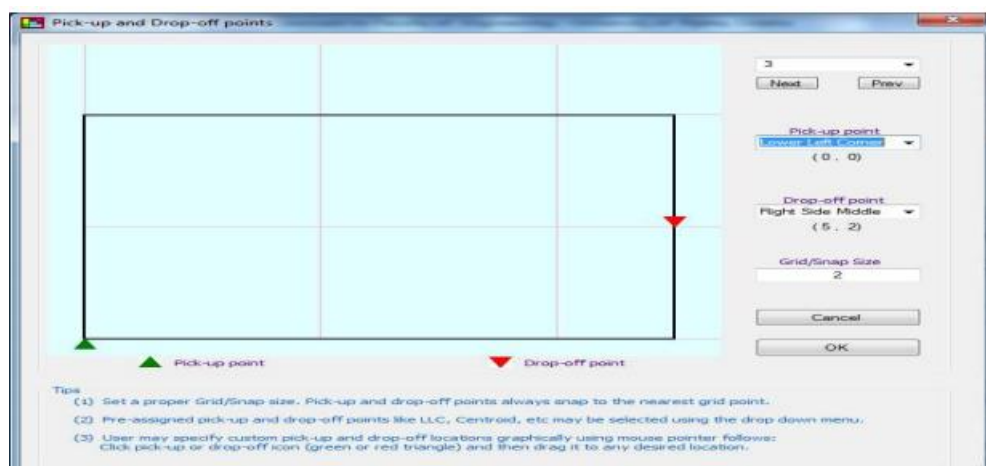 Pick-up and Drop-off points
3
Next Prev
Pick-up point
Lower Left Corner
( 0 , 0)
Drop-off point
Right Side Middle
( 5 , 2)
Grid/Snap Size
2
Cancel
OK
Pick-up point Drop-off point
Tips
(1) Set a proper Grid/Snap size. Pick-up and drop-off points always snap to the nearest grid point.
(2) Pre-assigned pick-up and drop-off points like LLC, Centroid, etc may be selected using the drop down menu.
(3) User may specify custom pick-up and drop-off locations graphically using mouse pointer follows:
Click pick-up or drop-off icon (green or red triangle) and then drag it to any desired location.